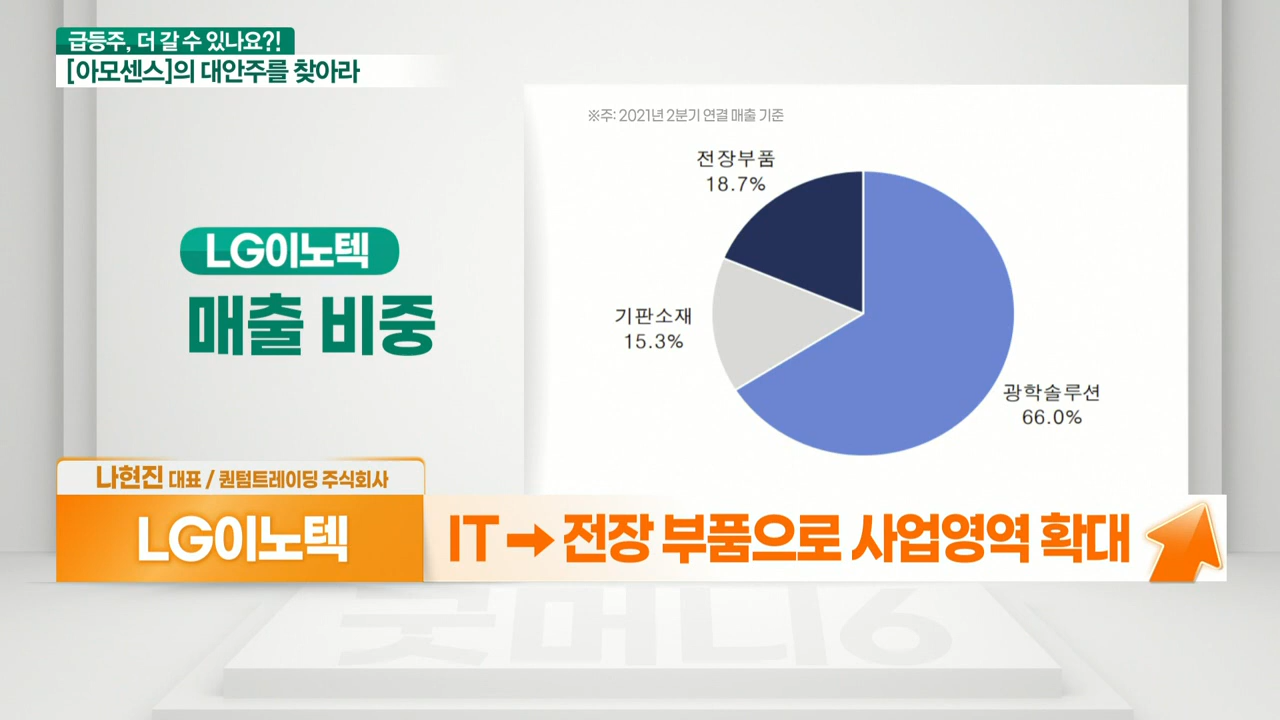 급등주, 더 갈 수 있나요?!
[아모센스]의 대안주를 찾아라
※주: 2021년 2분기 연결 매출 기준
전장부품
18.7%
LG이노텍
매출 비중
기판소재
15.3%
광학솔루션
66.0%
나현진 대표 / 퀀텀트레이딩 주식회사
LG이노텍
IT ➡ 전장 부품으로 사업영역 확대
굿머니6